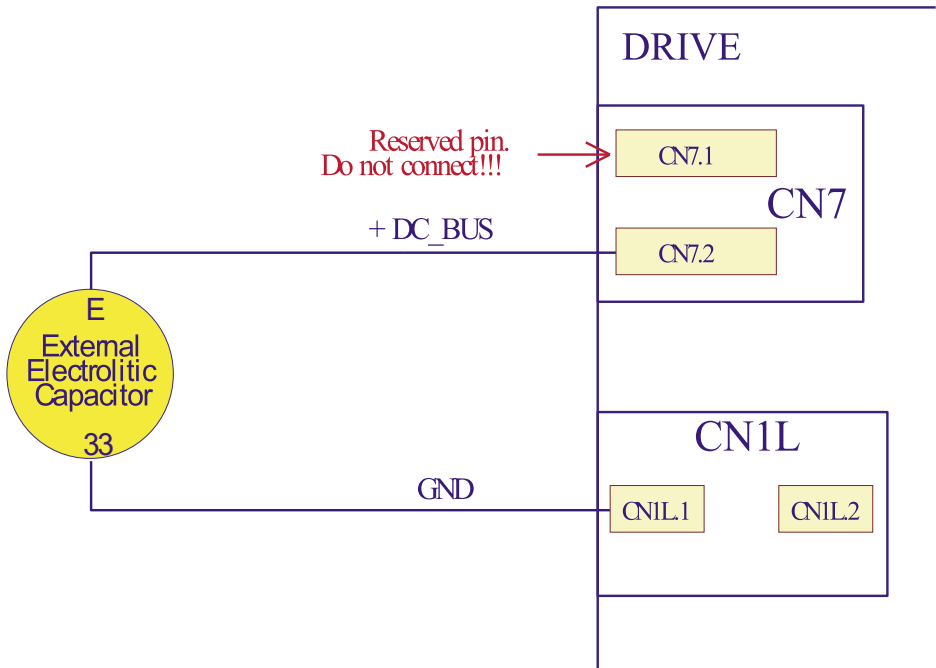 DRIVE
Reserved pin.
Do not connect!!!
CN7.1
CN7
+ DC_BUS
CN7.2
E
External
Electrolitic
Capacitor
33
CN1L
GND
CN1L.1
CN1L.2